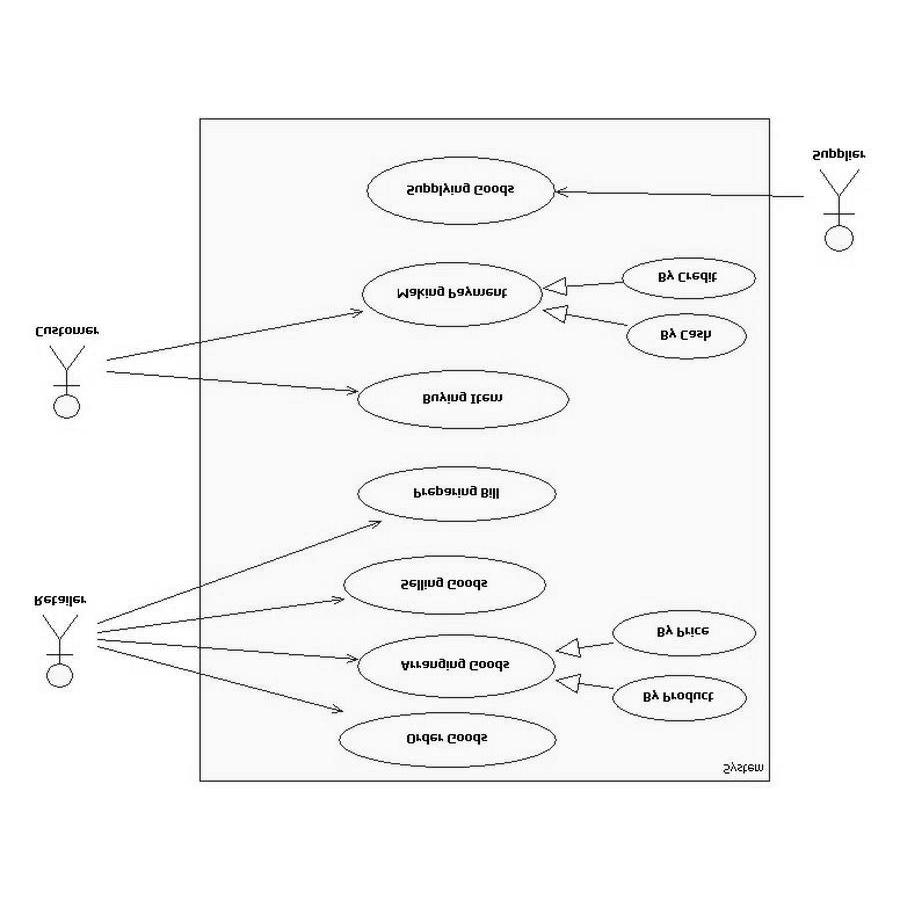 System
Order Goods
By Product
Arranging Goods
By Price
Retailer
Selling Goods
Preparing Bill
Buying Item
Customer
By Cash
Making Payment
By Credit
Supplying Goods
Supplier